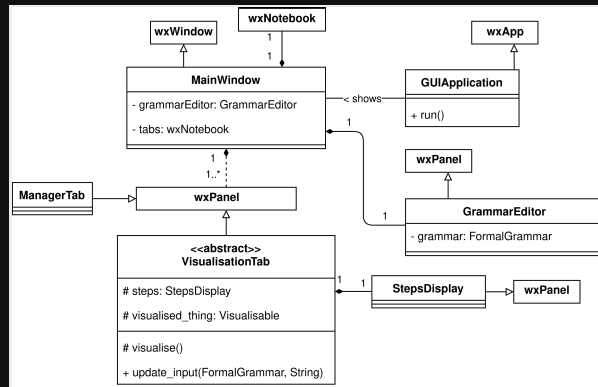 wxNotebook
wxWindow
wxApp
1
1
MainWindow
- grammarEditor: GrammarEditor
- tabs: wxNotebook
< shows
GUIApplication
+ run()
1
1
1..*
wxPanel
ManagerTab
wxPanel
1
GrammarEditor
- grammar: FormalGrammar
<<abstract>>
VisualisationTab
# steps: StepsDisplay
# visualised_thing: Visualisable
# visualise()
+ update_input(FormalGrammar, String)
1
1
StepsDisplay
wxPanel